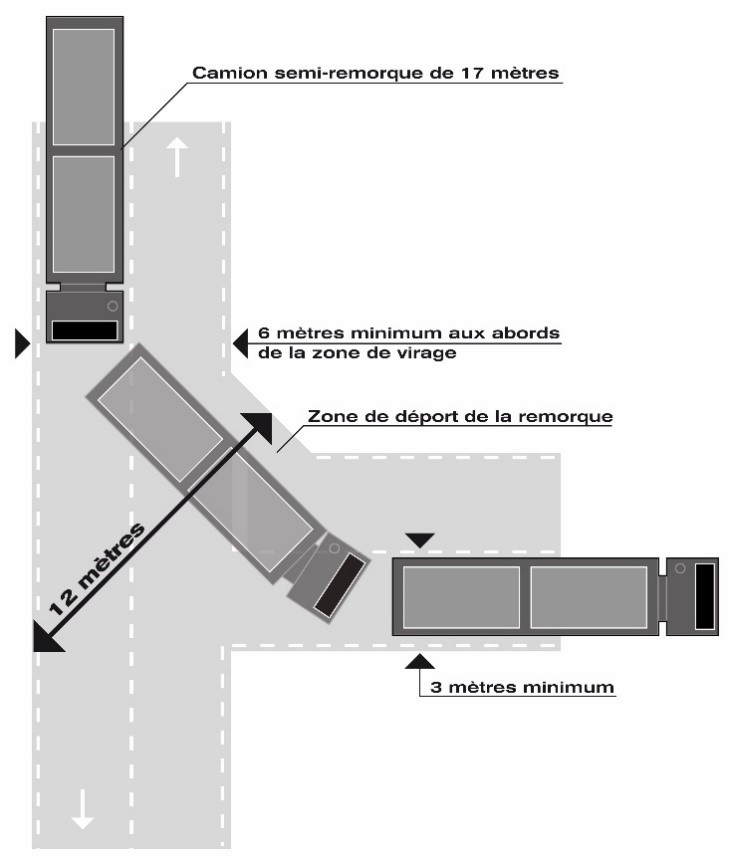 Camion semi-remorque de 17 mètres
6 mètres minimum aux abords
de la zone de virage
Zone de déport de la remorque
12 mètres
3 mètres minimum